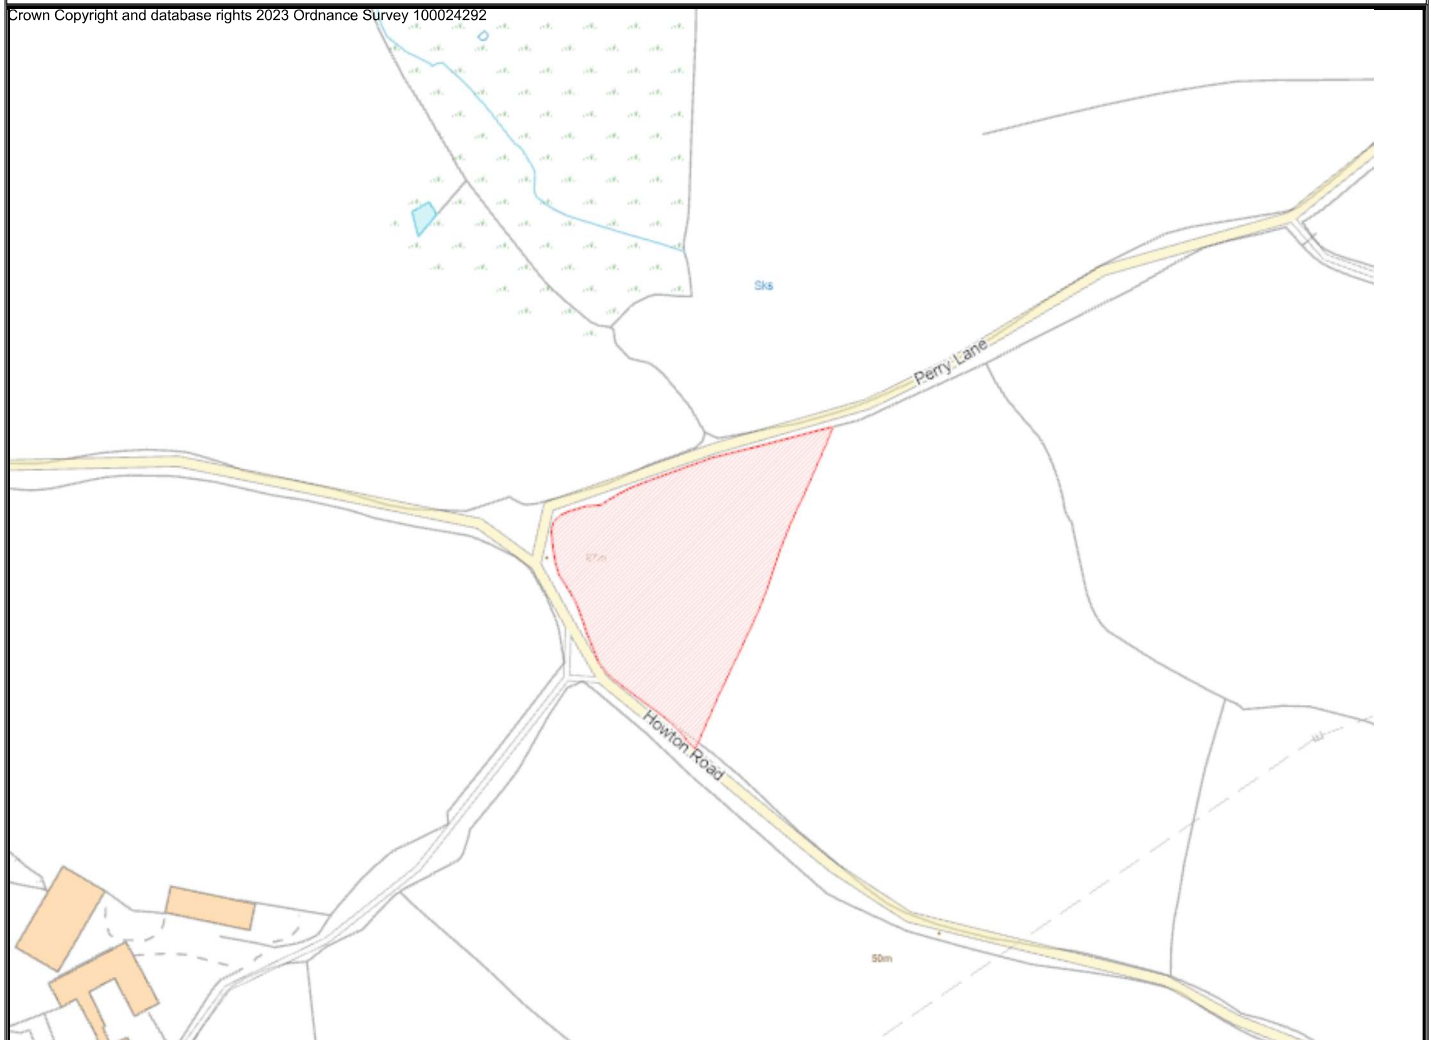 Crown Copyright and database rights 2023 Ordnance Survey 100024292
Sks
Perry Lane
Howton Road
50m